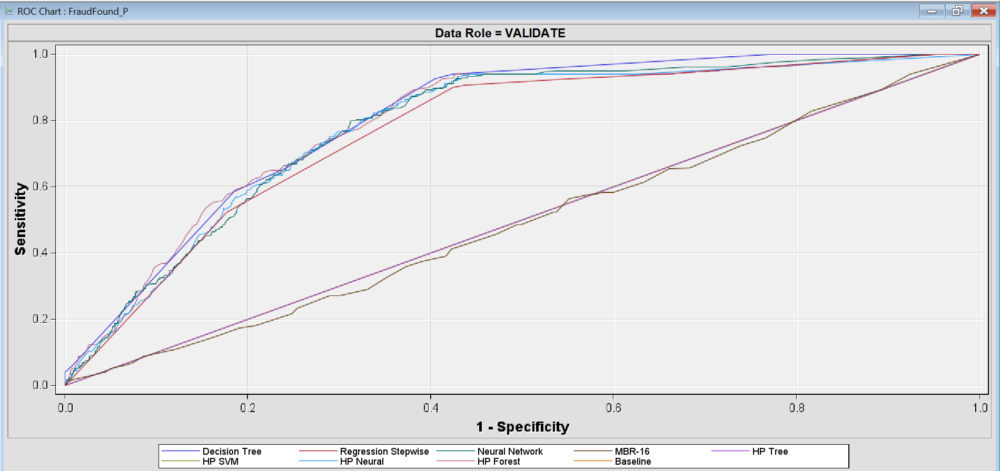 ROC Chart : FraudFound_P
Data Role = VALIDATE
1.0
0.8
0.6
0.4
0.2
0.0
Sensitivity
0.0 0.2 0.4 0.6 0.8 1.0
1 - Specificity
Decision Tree Regression Stepwise Neural Network MBR-16 HP Tree
HP SVM HP Neural HP Forest Baseline